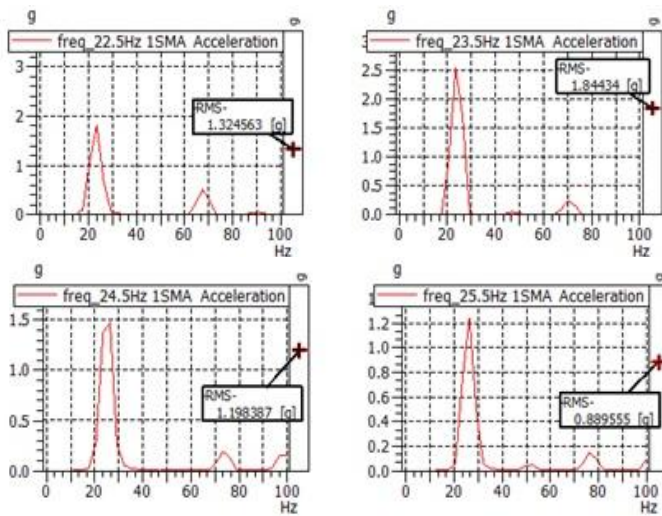 g
g
freq_22.5Hz 1SMA Acceleration
3
2
1
0
RMS-
1.324563 [g]
0 20 40 60 80 100
Hz
g
g
freq_23.5Hz 1SMA Acceleration
3
2.5
2.0
1.5
1.0
0.5
0.0
RMS-
1.84434 [g]
0 20 40 60 80 100
Hz
g
g
freq_24.5Hz 1SMA Acceleration
1.5
1.0
0.5
0.0
RMS-
1.198387 [g]
0 20 40 60 80 100
Hz
g
g
freq_25.5Hz 1SMA Acceleration
1
1.2
1.0
0.8
0.6
0.4
0.2
0.0
RMS-
0.889555 [g]
0 20 40 60 80 100
Hz